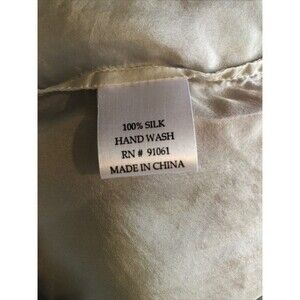 100% SILK
HAND WASH
RN # 91061
MADE IN CHINA